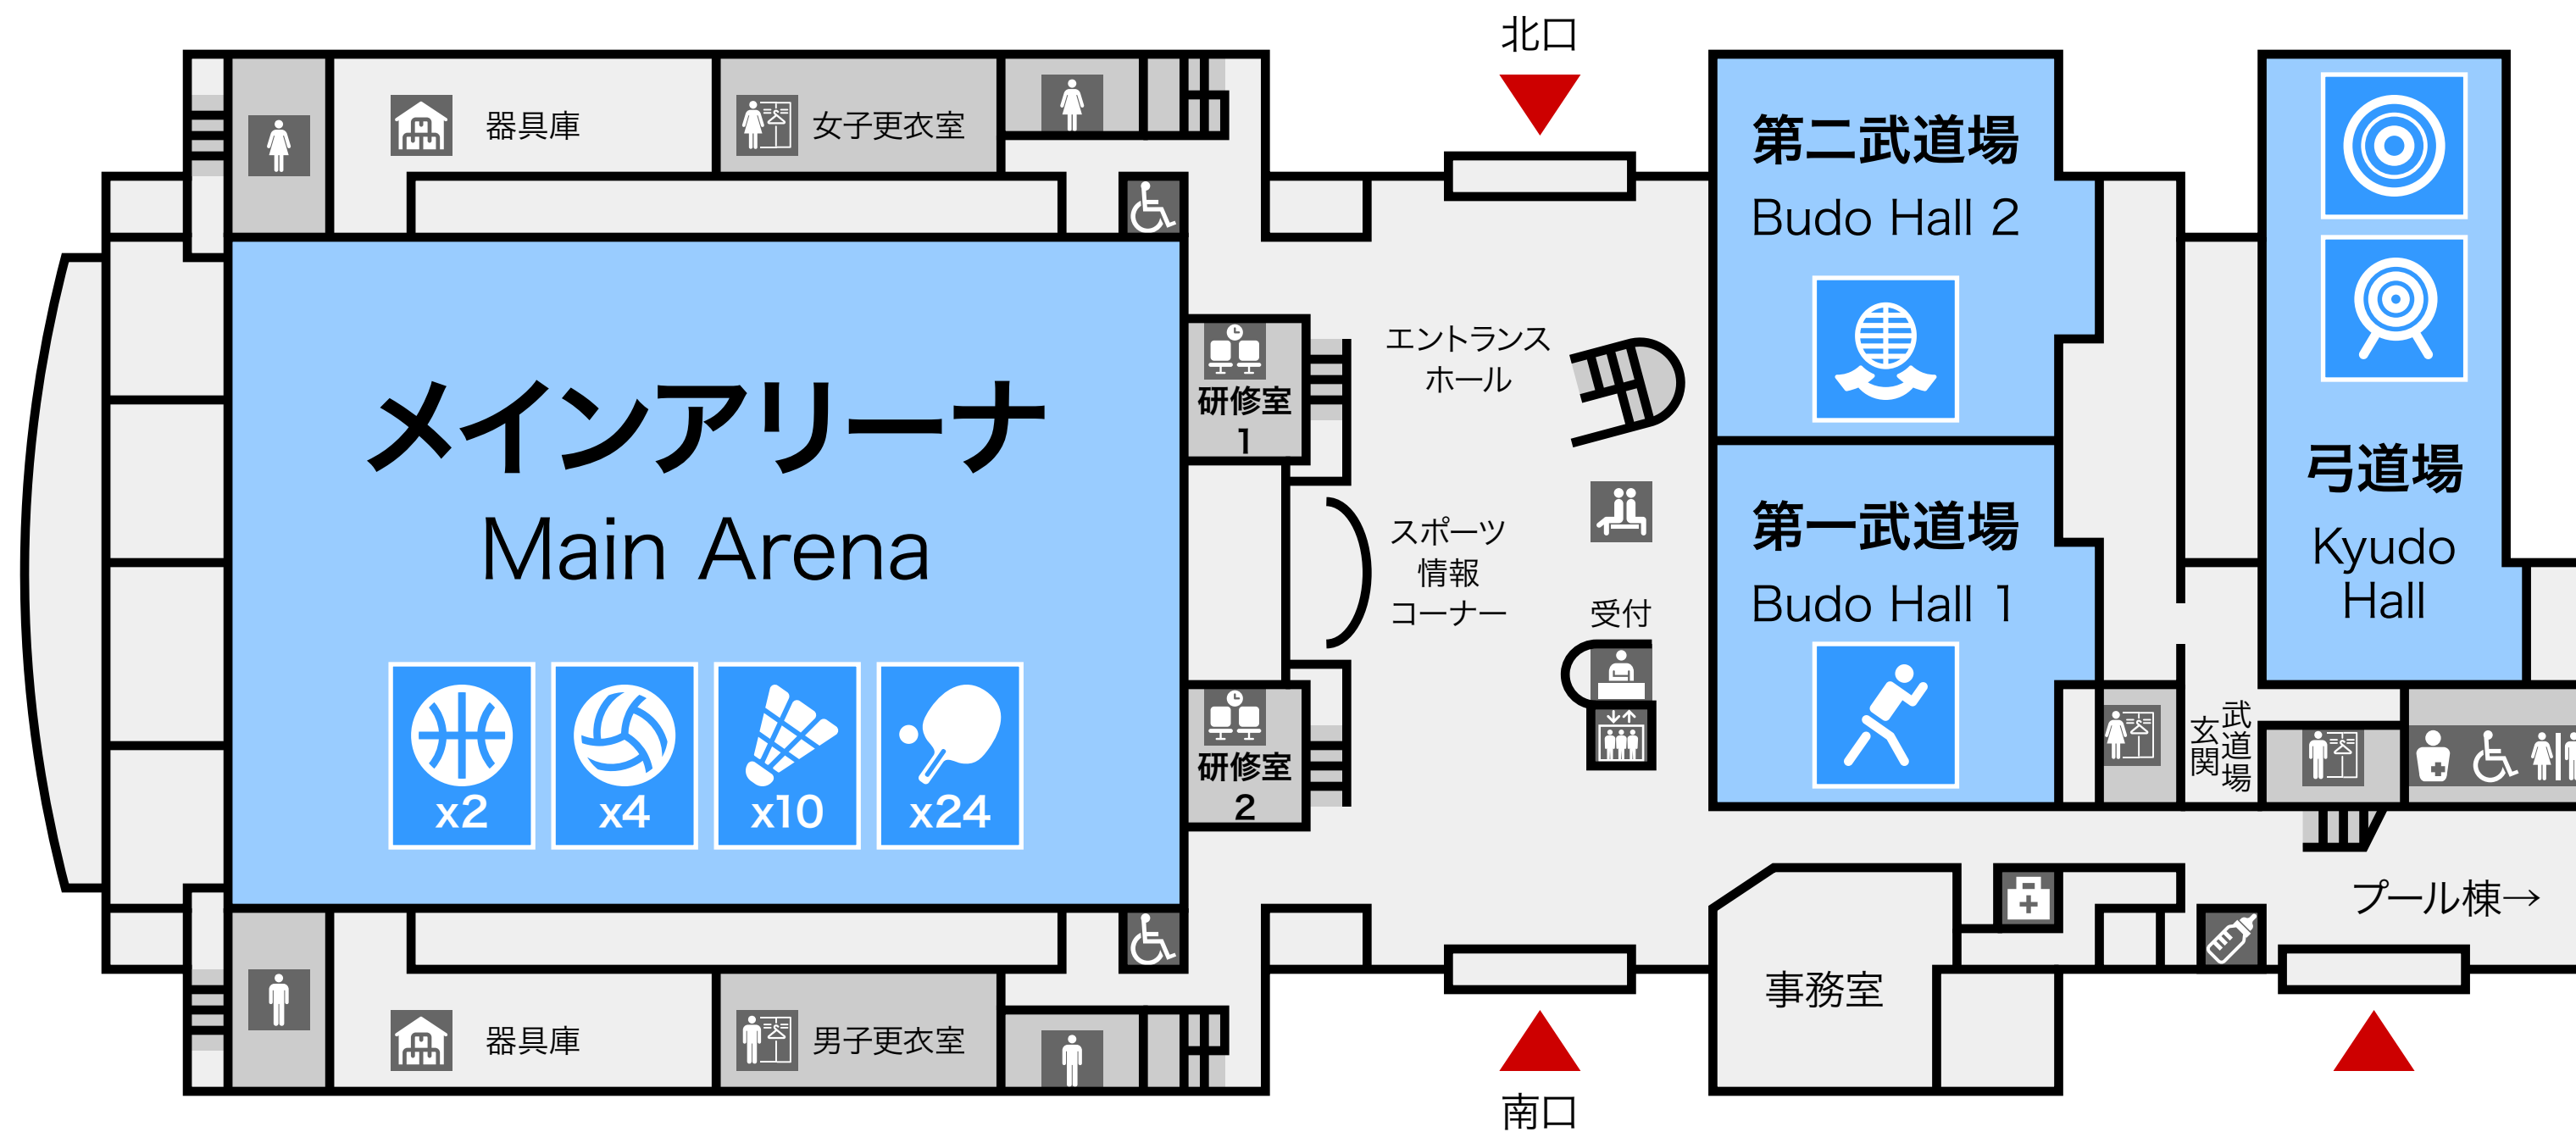 北口
器具庫
女子更衣室
第二武道場
Budo Hall 2
エントランス
ホール
研修室
1
メインアリーナ
Main Arena
弓道場
Kyudo
Hall
第一武道場
Budo Hall 1
スポーツ
情報
コーナー
受付
武道場
玄関
研修室
2
x2
x4
x10
x24
プール棟→
事務室
器具庫
男子更衣室
南口